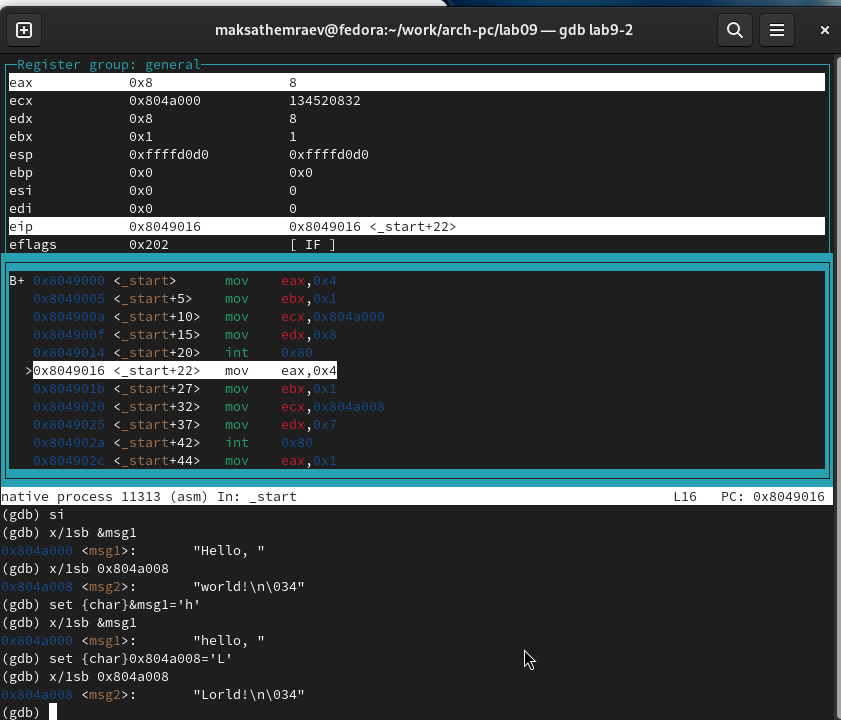 maksathemraev@fedora:~/work/arch-pc/lab09 — gdb lab9-2
Register group: general
eax 0x8 8
ecx 0x804a000 134520832
edx 0x8 8
ebx 0x1 1
esp 0xffffd0d0 0xffffd0d0
ebp 0x0 0x0
esi 0x0 0
edi 0x0 0
eip 0x8049016 0x8049016 <_start+22>
eflags 0x202 [ IF ]
B+ 0x8049000 <_start> mov eax,0x4
0x8049005 <_start+5> mov ebx,0x1
0x804900a <_start+10> mov ecx,0x804a000
0x804900f <_start+15> mov edx,0x8
0x8049014 <_start+20> int 0x80
>0x8049016 <_start+22> mov eax,0x4
0x804901b <_start+27> mov ebx,0x1
0x8049020 <_start+32> mov ecx,0x804a008
0x8049025 <_start+37> mov edx,0x7
0x804902a <_start+42> int 0x80
0x804902c <_start+44> mov eax,0x1
native process 11313 (asm) In: _start L16 PC: 0x8049016
(gdb) si
(gdb) x/1sb &msg1
0x804a000 <msg1>: "Hello, "
(gdb) x/1sb 0x804a008
0x804a008 <msg2>: "world!\n\034"
(gdb) set {char}&msg1='h'
(gdb) x/1sb &msg1
0x804a000 <msg1>: "hello, "
(gdb) set {char}0x804a008='L'
(gdb) x/1sb 0x804a008
0x804a008 <msg2>: "Lorld!\n\034"
(gdb)